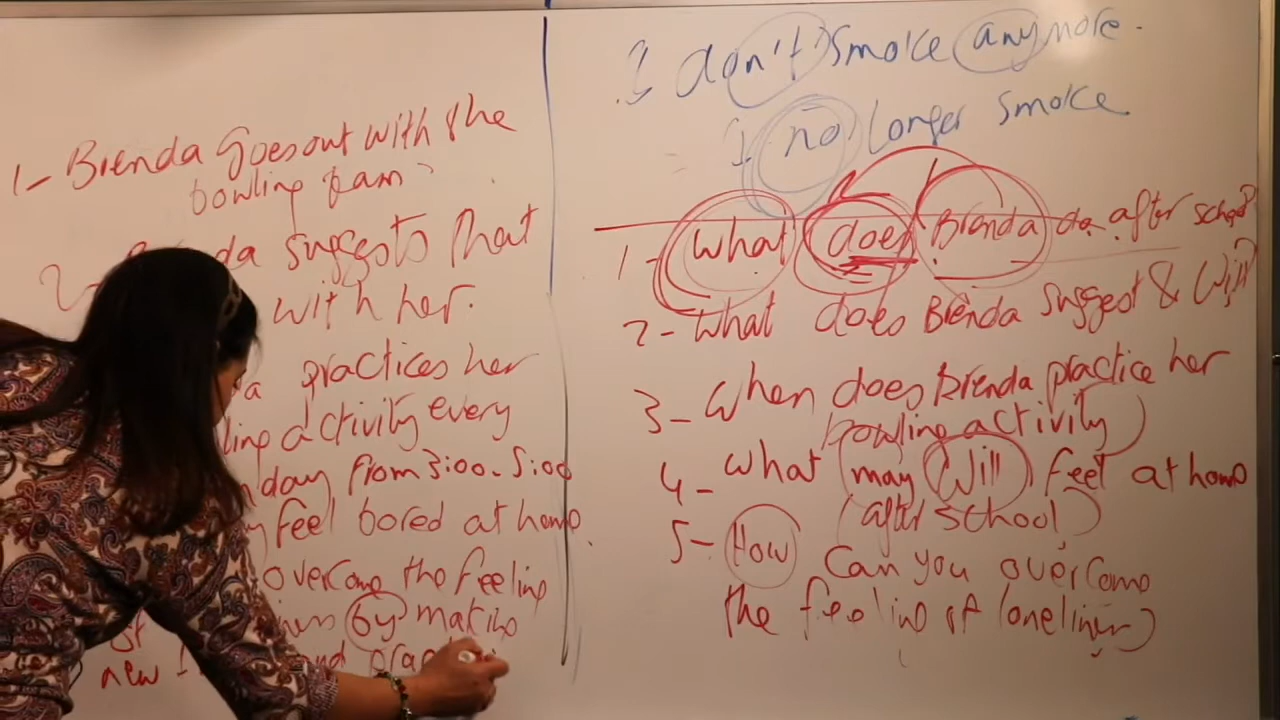 1- Brenda Goes out with the
bowling team
suggests that
with her.
practices her
activity every
day from 3:00-5:00
feel bored at home
overcome the feeling
by making
new
and
I don't smoke anymore.
I no longer smoke
1- what does Brenda do after school?
2- what does Brenda suggest & Will?
3- when does Brenda practice her
bowling activity)
4- what may Will feel at home
(after school)
5- How can you overcome
the feeling of loneliness)